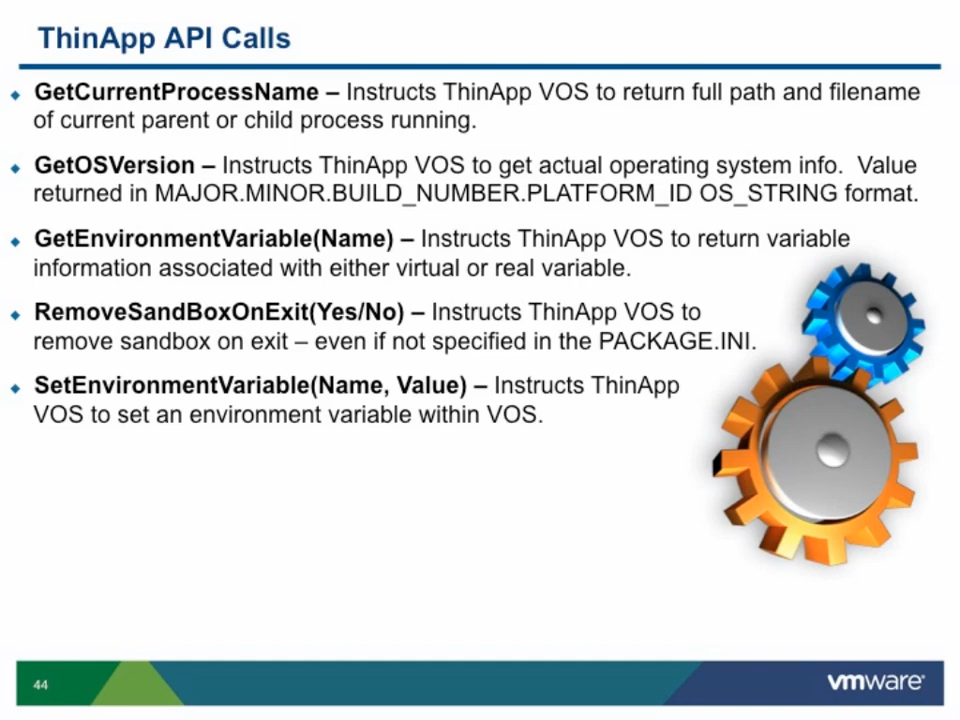 ThinApp API Calls
GetCurrentProcessName – Instructs ThinApp VOS to return full path and filename
of current parent or child process running.
GetOSVersion – Instructs ThinApp VOS to get actual operating system info.  Value
returned in MAJOR.MINOR.BUILD_NUMBER.PLATFORM_ID OS_STRING format.
GetEnvironmentVariable(Name) – Instructs ThinApp VOS to return variable
information associated with either virtual or real variable.
RemoveSandBoxOnExit(Yes/No) – Instructs ThinApp VOS to
remove sandbox on exit – even if not specified in the PACKAGE.INI.
SetEnvironmentVariable(Name, Value) – Instructs ThinApp
VOS to set an environment variable within VOS.
44
vmware®